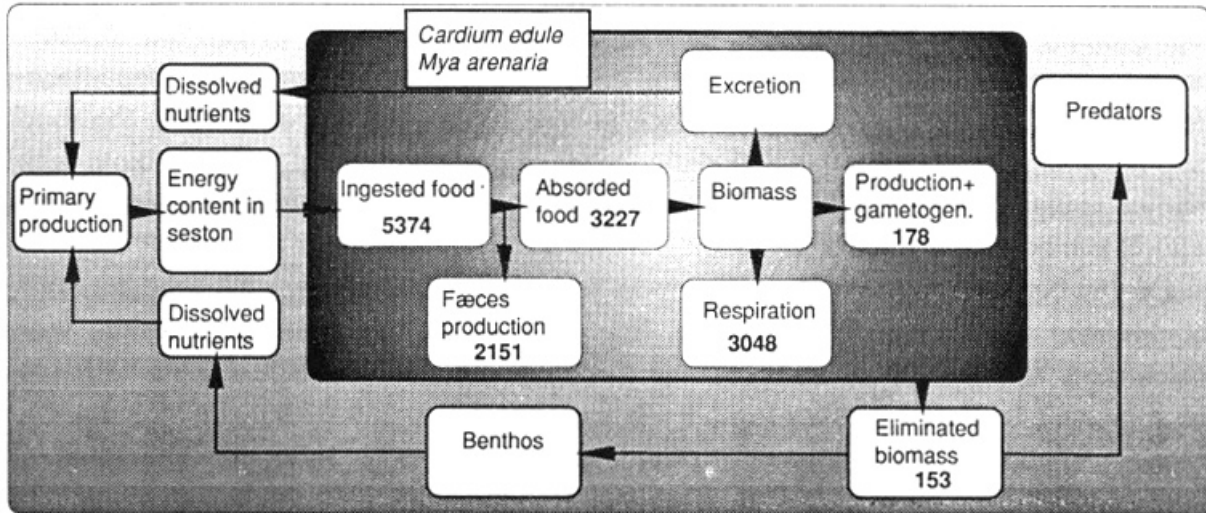 Cardium edule
Mya arenaria
Dissolved
nutrients
Excretion
Predators
Primary
production
Energy
content in
seston
Ingested food
5374
Absorded
food 3227
Biomass
Production+
gametogen.
178
Dissolved
nutrients
Fæces
production
2151
Respiration
3048
Benthos
Eliminated
biomass
153